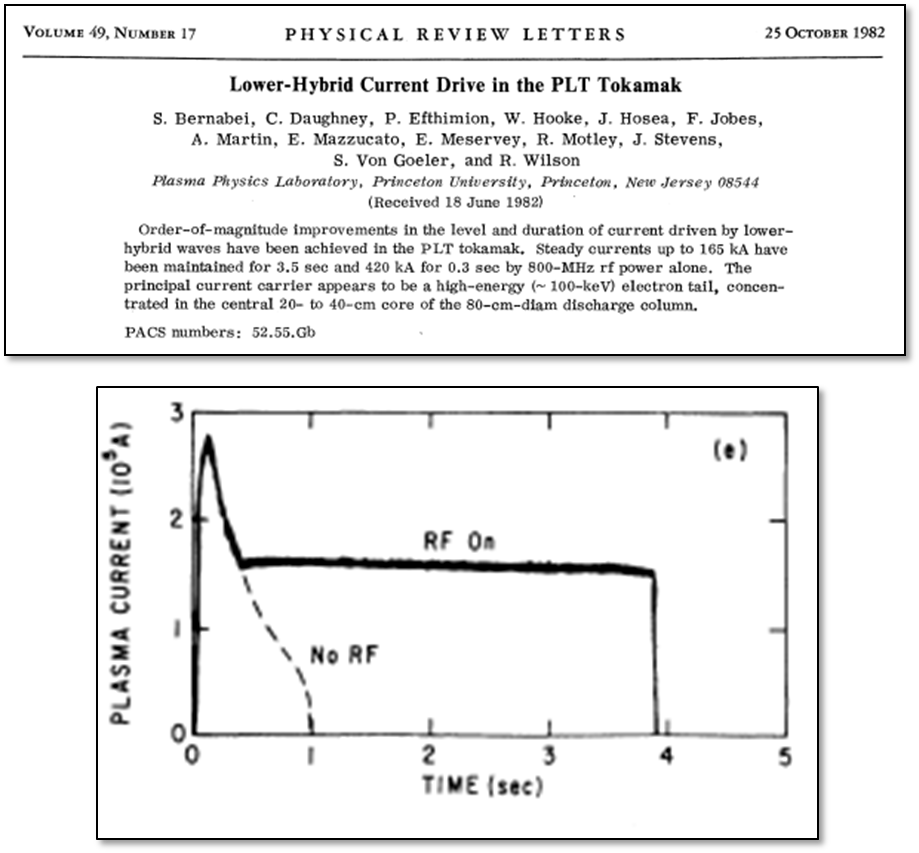 VOLUME 49, NUMBER 17 PHYSICAL REVIEW LETTERS 25 OCTOBER 1982
Lower-Hybrid Current Drive in the PLT Tokamak
S. Bernabei, C. Daughney, P. Efthimion, W. Hooke, J. Hosea, F. Jobes,
A. Martin, E. Mazzucato, E. Meservey, R. Motley, J. Stevens,
S. Von Goeler, and R. Wilson
Plasma Physics Laboratory, Princeton University, Princeton, New Jersey 08544
(Received 18 June 1982)
Order-of-magnitude improvements in the level and duration of current driven by lower-
hybrid waves have been achieved in the PLT tokamak. Steady currents up to 165 kA have
been maintained for 3.5 sec and 420 kA for 0.3 sec by 800-MHz rf power alone. The
principal current carrier appears to be a high-energy (~ 100-keV) electron tail, concen-
trated in the central 20- to 40-cm core of the 80-cm-diam discharge column.
PACS numbers: 52.55.Gb
PLASMA CURRENT (10⁵A)
3
2
1
0
(e)
RF On
No RF
0 1 2 3 4 5
TIME (sec)